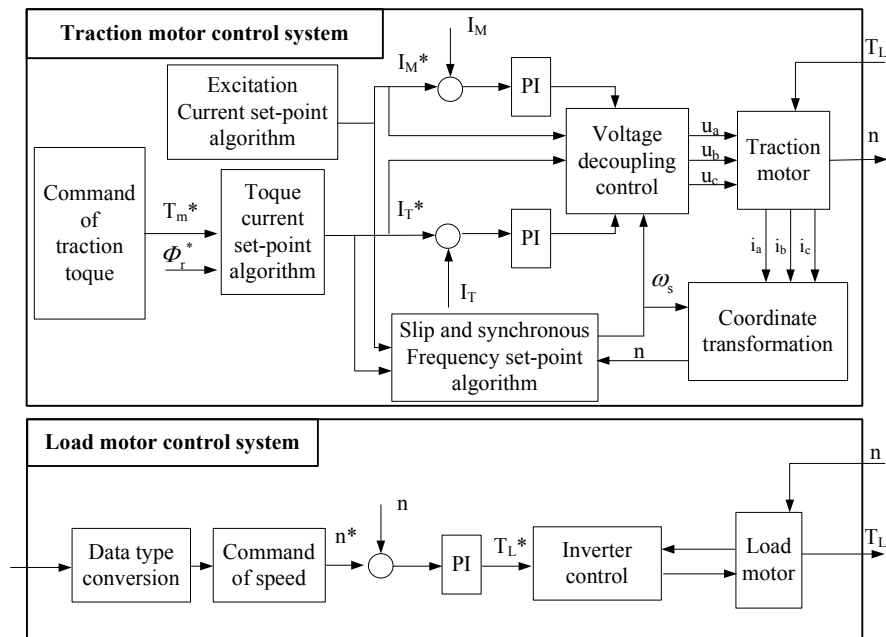 Traction motor control system
I_M
I_M*
T_L
Excitation
Current set-point
algorithm
PI
Voltage
decoupling
control
u_a
u_b
u_c
Traction
motor
n
Command
of
traction
toque
T_m*
Φ_r*
Toque
current
set-point
algorithm
I_T*
PI
I_T
i_a
i_b
i_c
ω_s
Slip and synchronous
Frequency set-point
algorithm
n
Coordinate
transformation
Load motor control system
n
n
Data type
conversion
Command
of speed
n*
PI
T_L*
Inverter
control
Load
motor
T_L